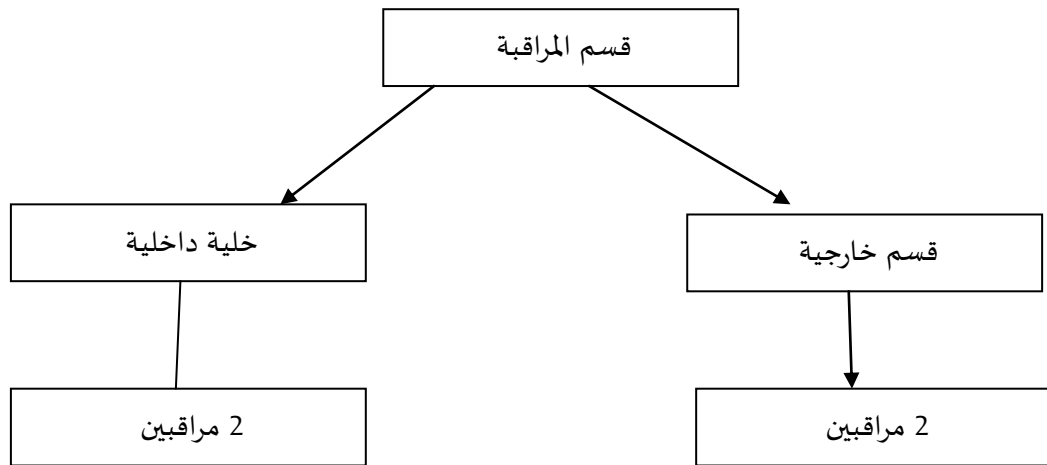 قسم المراقبة
قسم خارجية
خلية داخلية
2 مراقبين
2 مراقبين